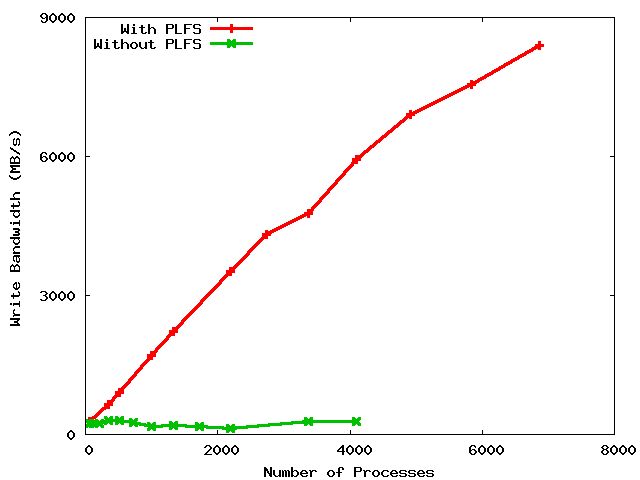 9000
With PLFS
Without PLFS
6000
Write Bandwidth (MB/s)
3000
0
0 2000 4000 6000 8000
Number of Processes